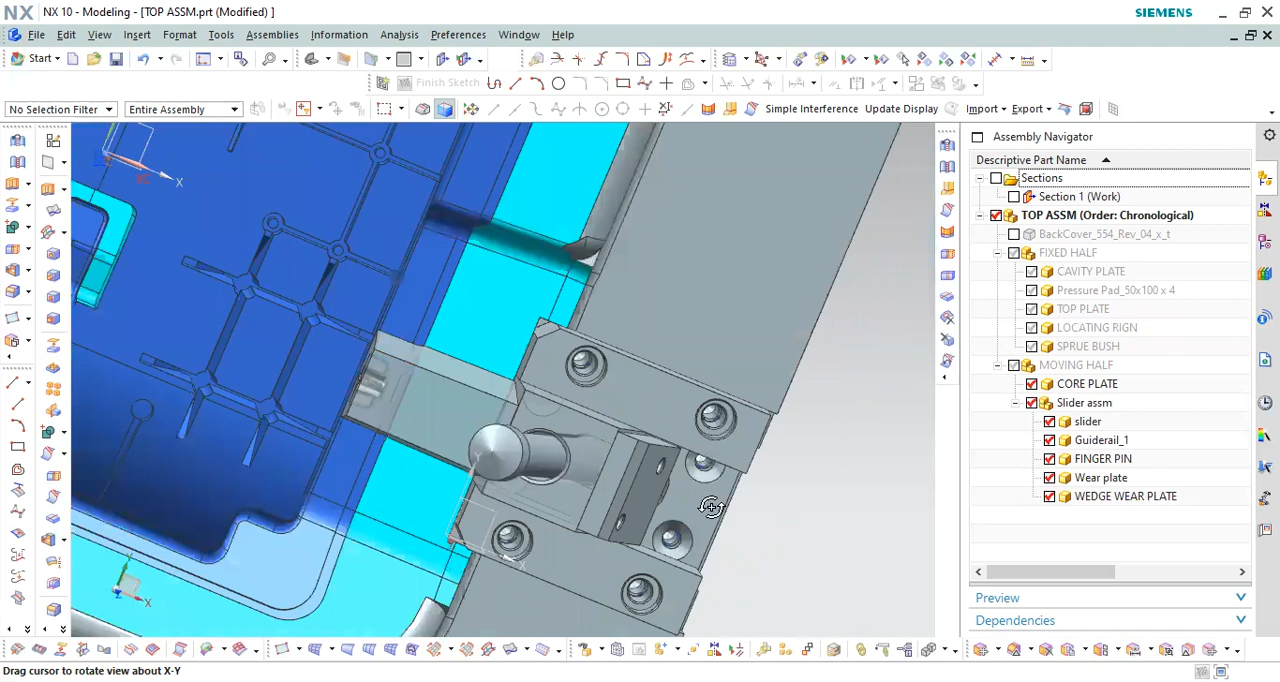 NX NX 10 - Modeling - [TOP ASSM.prt (Modified) ] SIEMENS
File Edit View Insert Format Tools Assemblies Information Analysis Preferences Window Help
Start
Finish Sketch
No Selection Filter Entire Assembly Simple Interference Update Display Import Export
Assembly Navigator
Descriptive Part Name
Sections
Section 1 (Work)
TOP ASSM (Order: Chronological)
BackCover_554_Rev_04_x_t
FIXED HALF
CAVITY PLATE
Pressure Pad_50x100 x 4
TOP PLATE
LOCATING RIGN
SPRUE BUSH
MOVING HALF
CORE PLATE
Slider assm
slider
Guiderail_1
FINGER PIN
Wear plate
WEDGE WEAR PLATE
X
Y
X
Y
X
Preview
Dependencies
Drag cursor to rotate view about X-Y